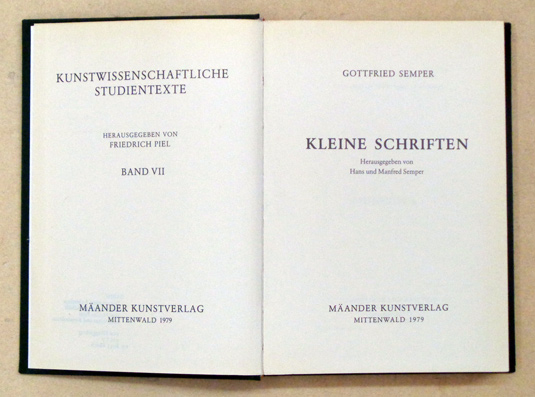 KUNSTWISSENSCHAFTLICHE
STUDIENTEXTE
HERAUSGEGEBEN VON
FRIEDRICH PIEL
BAND VII
MÄANDER KUNSTVERLAG
MITTENWALD 1979
GOTTFRIED SEMPER
KLEINE SCHRIFTEN
Herausgegeben von
Hans und Manfred Semper
MÄANDER KUNSTVERLAG
MITTENWALD 1979